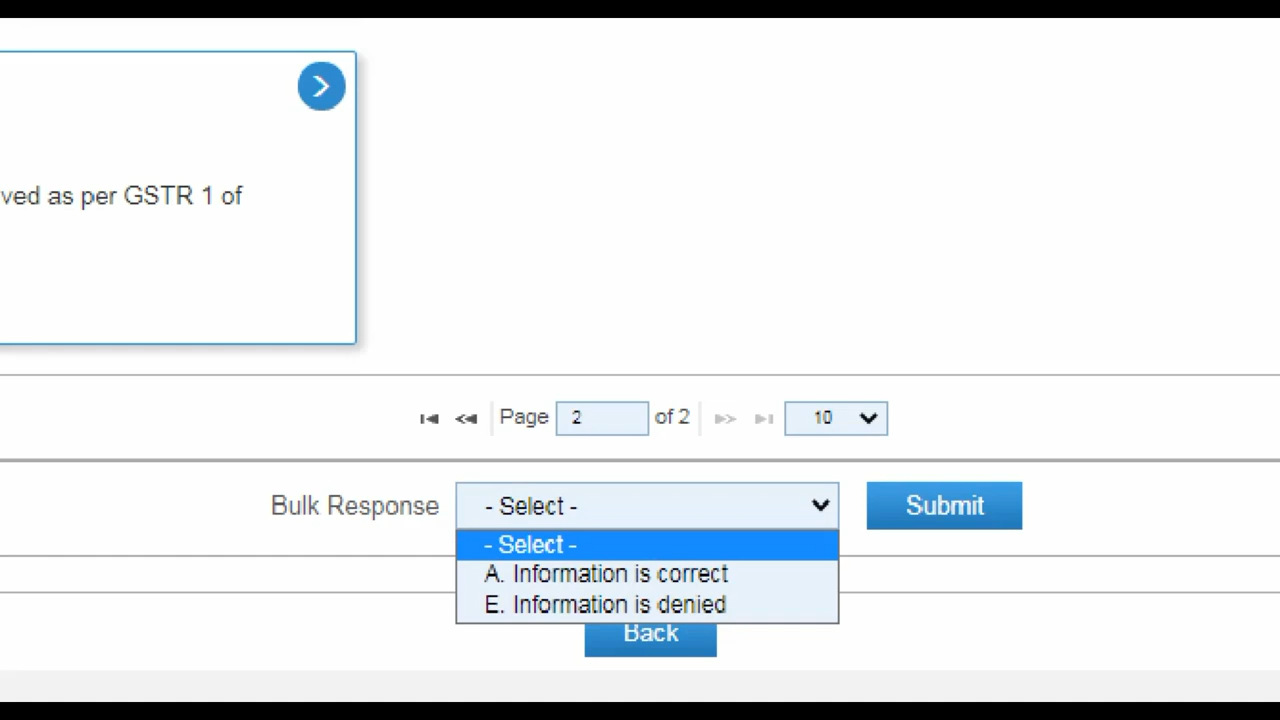 ved as per GSTR 1 of
Page 2 of 2 10
Bulk Response - Select - Submit
- Select -
A. Information is correct
E. Information is denied
Back